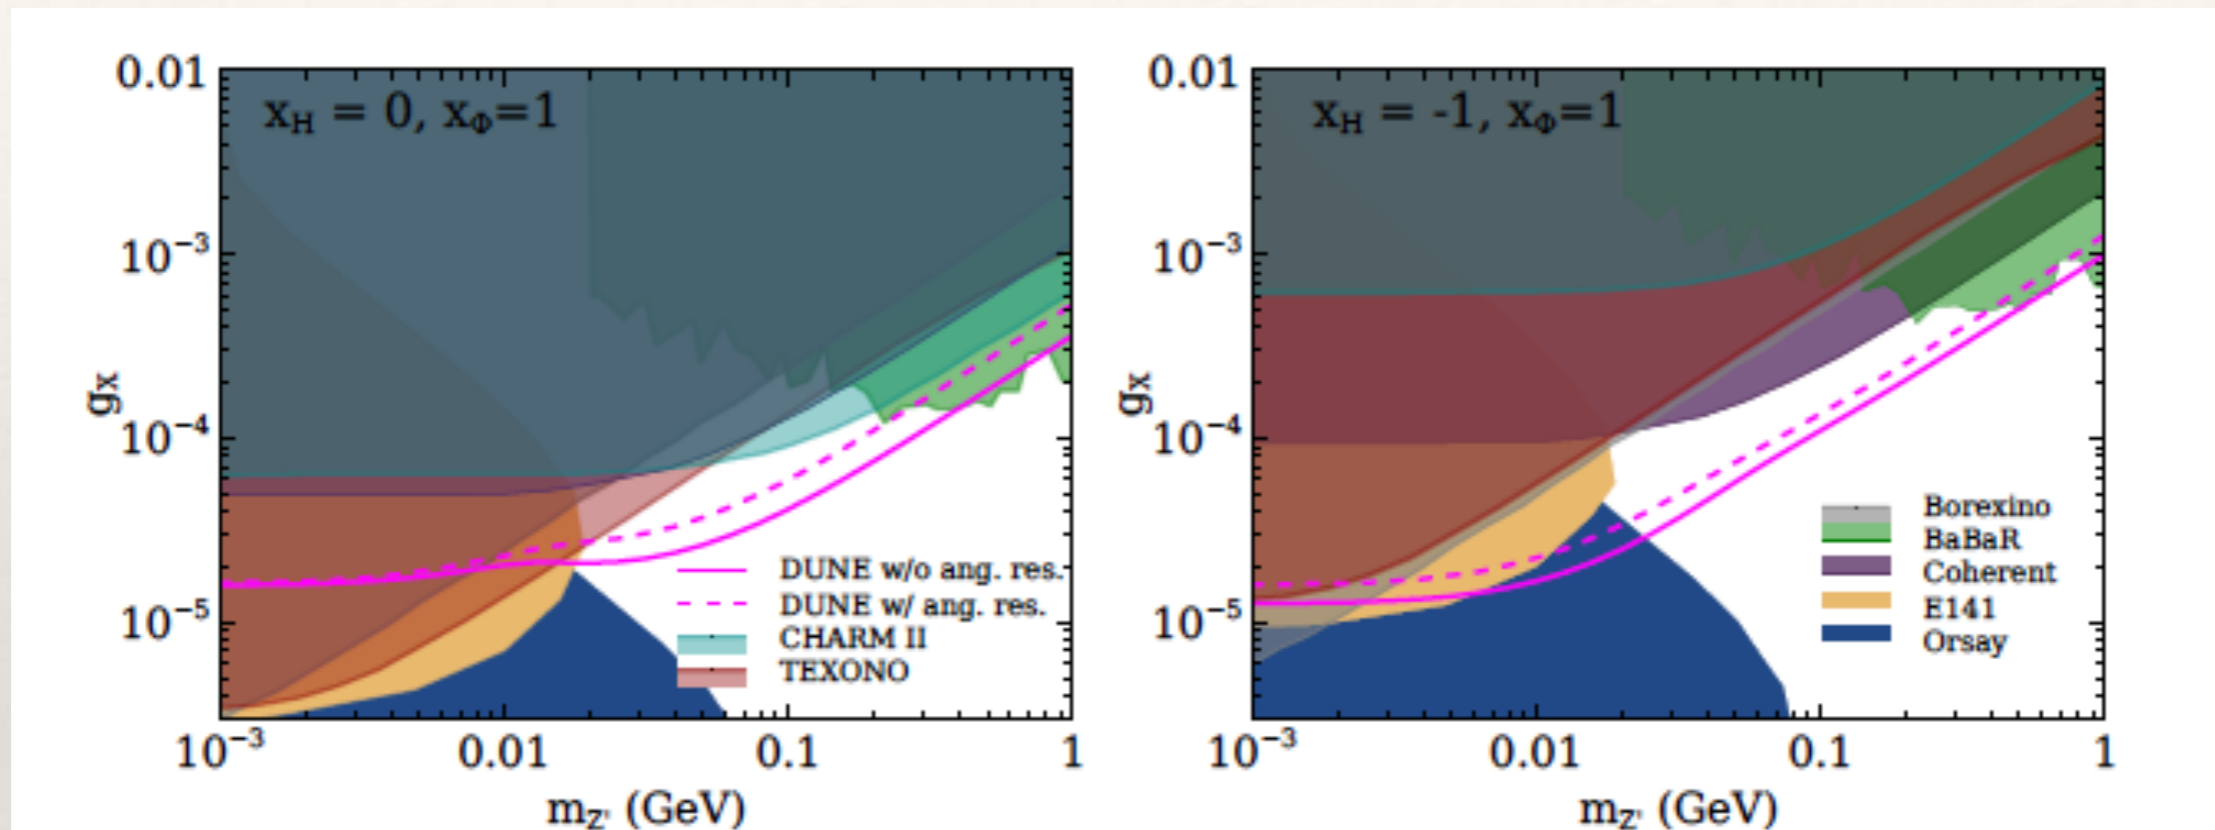 0.01
x_H = 0, x_Φ=1
10⁻³
10⁻⁴
10⁻⁵
g_X
DUNE w/o ang. res.
DUNE w/ ang. res.
CHARM II
TEXONO
10⁻³ 0.01 0.1 1
m_Z' (GeV)
0.01
x_H = -1, x_Φ=1
10⁻³
10⁻⁴
10⁻⁵
g_X
Borexino
BaBaR
Coherent
E141
Orsay
10⁻³ 0.01 0.1 1
m_Z' (GeV)